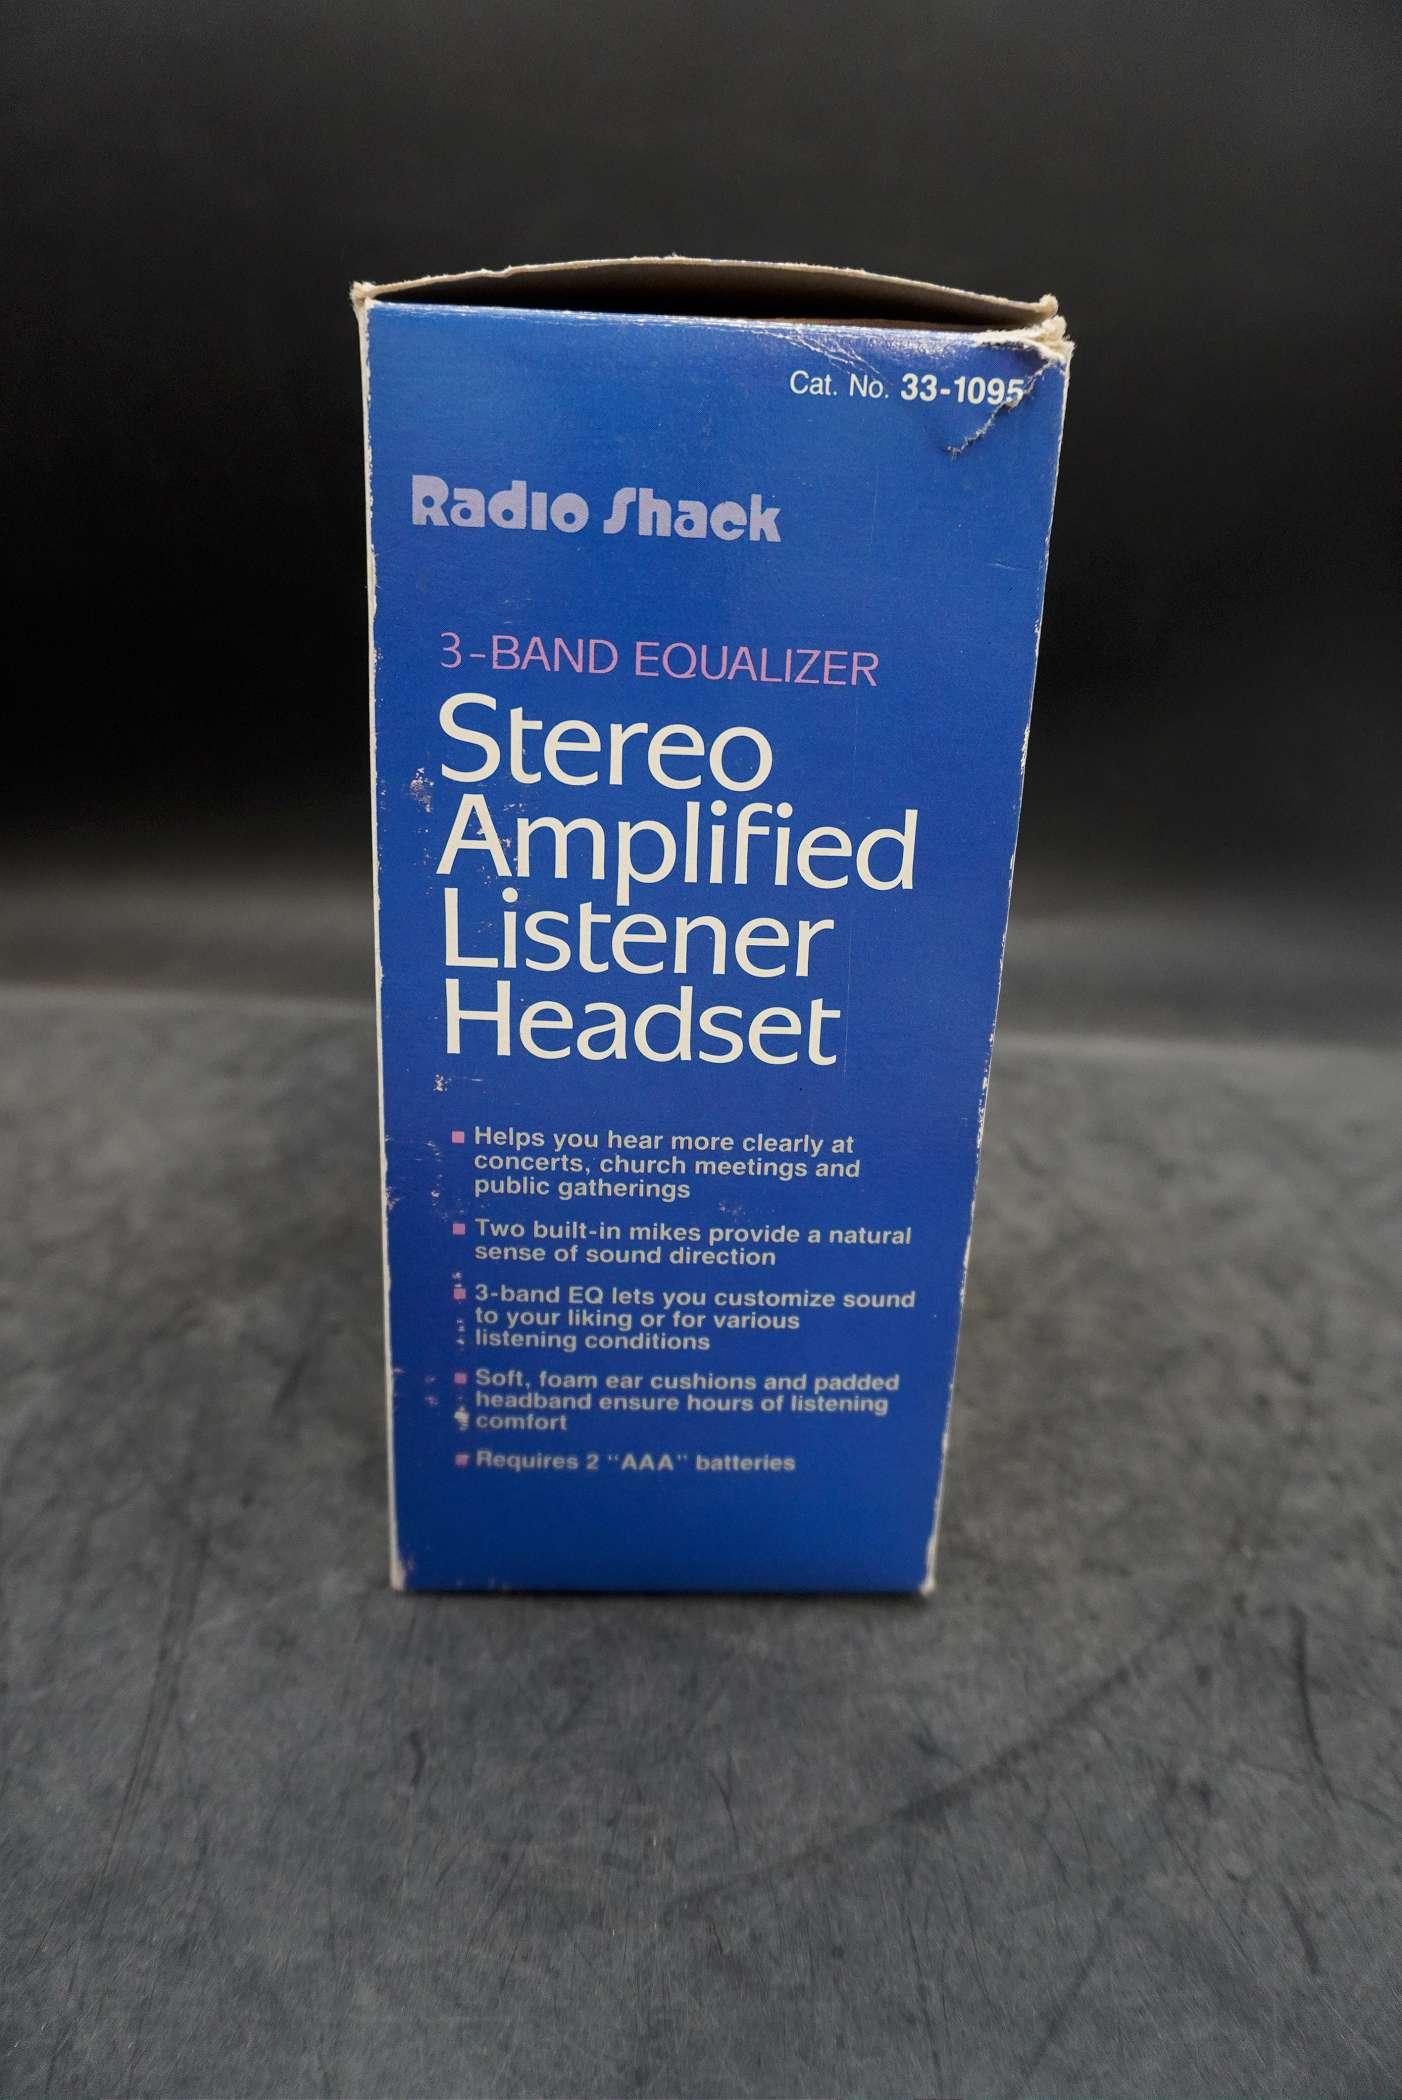 Cat. No. 33-1095
Radio Shack
3-BAND EQUALIZER
Stereo
Amplified
Listener
Headset
Helps you hear more clearly at
concerts, church meetings and
public gatherings
Two built-in mikes provide a natural
sense of sound direction
3-band EQ lets you customize sound
to your liking or for various
listening conditions
Soft, foam ear cushions and padded
headband ensure hours of listening
comfort
Requires 2 "AAA" batteries